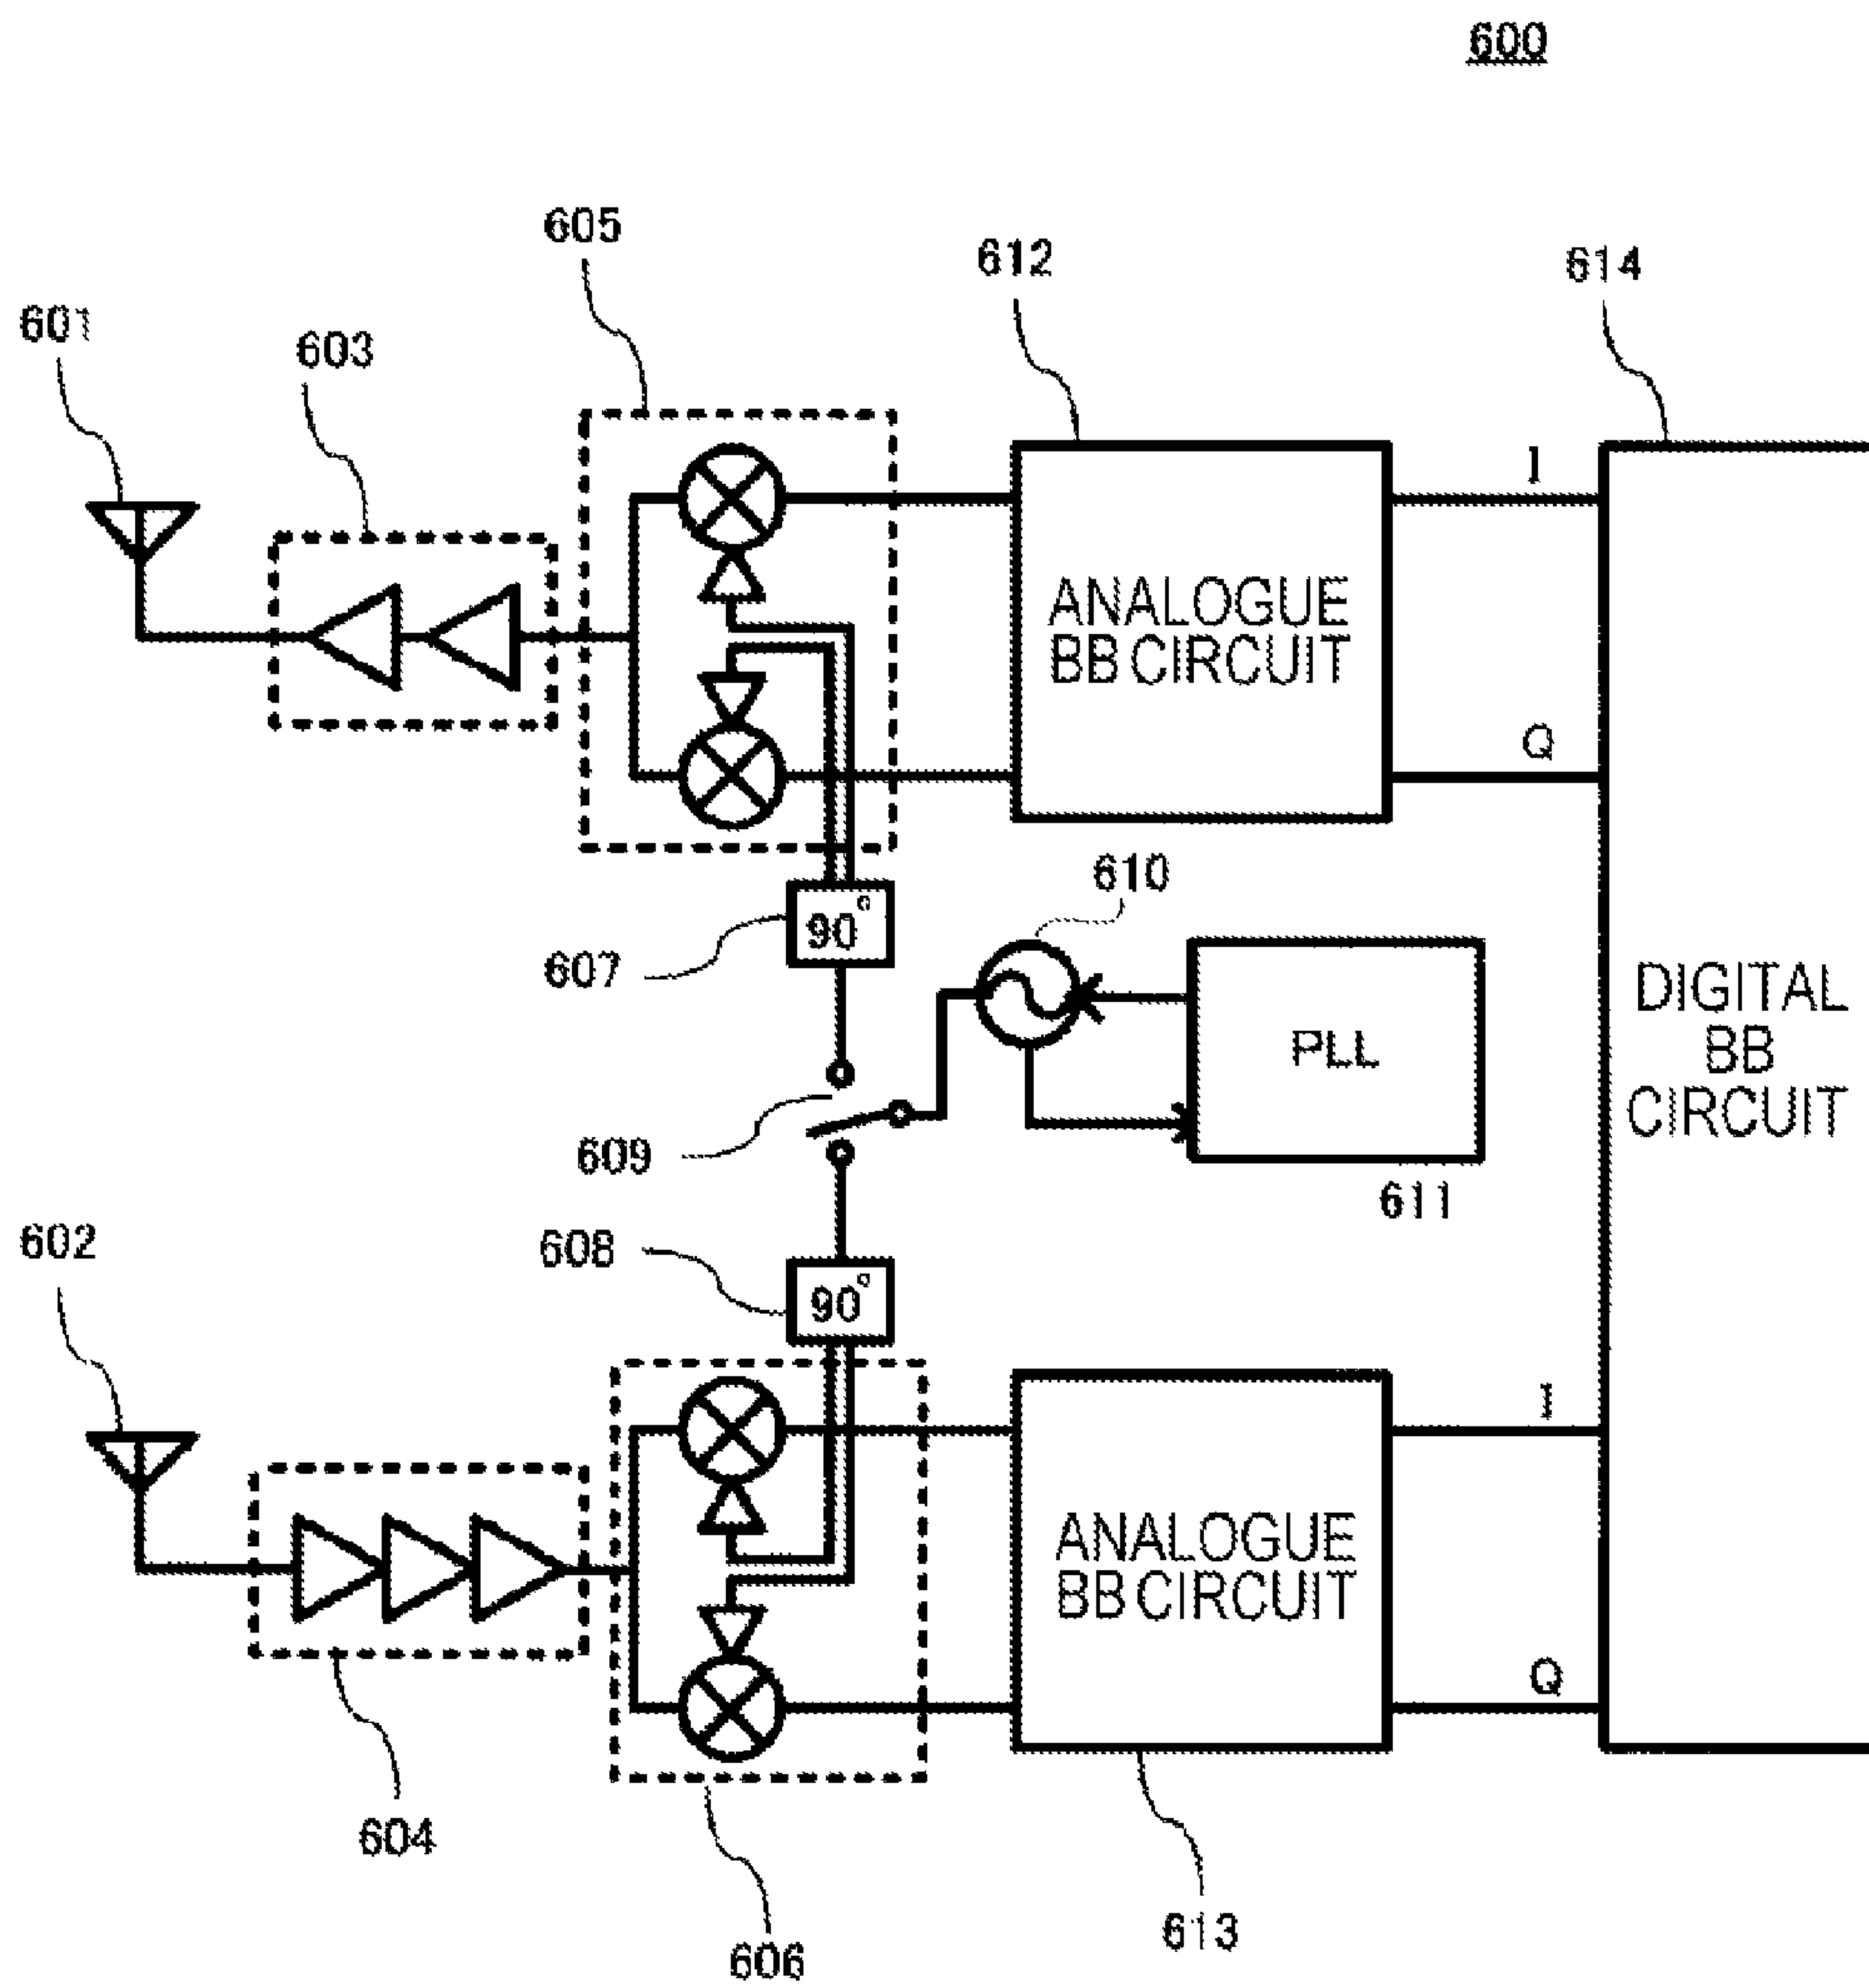 600
605
612
614
601
603
I
ANALOGUE
BB CIRCUIT
Q
610
90°
607
PLL
DIGITAL
BB
CIRCUIT
609
611
602
608
90°
I
ANALOGUE
BB CIRCUIT
Q
604
613
606